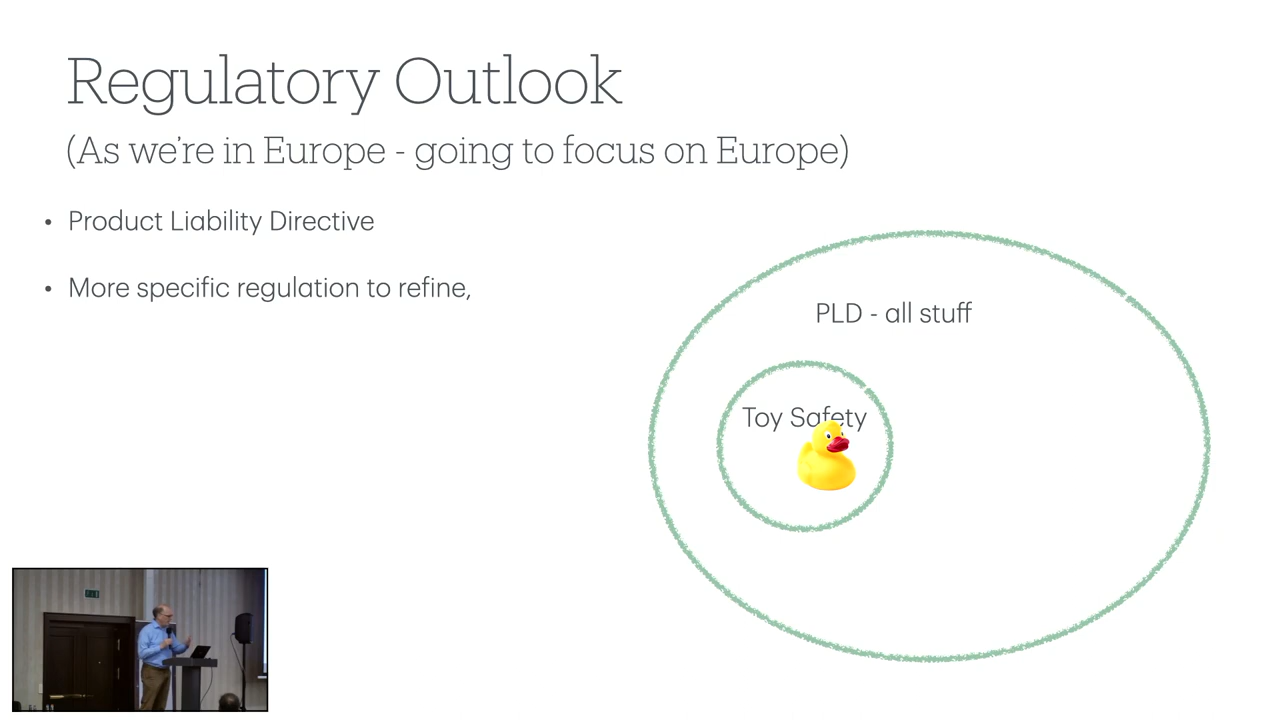 Regulatory Outlook
(As we're in Europe - going to focus on Europe)
• Product Liability Directive
• More specific regulation to refine,
PLD - all stuff
Toy Safety